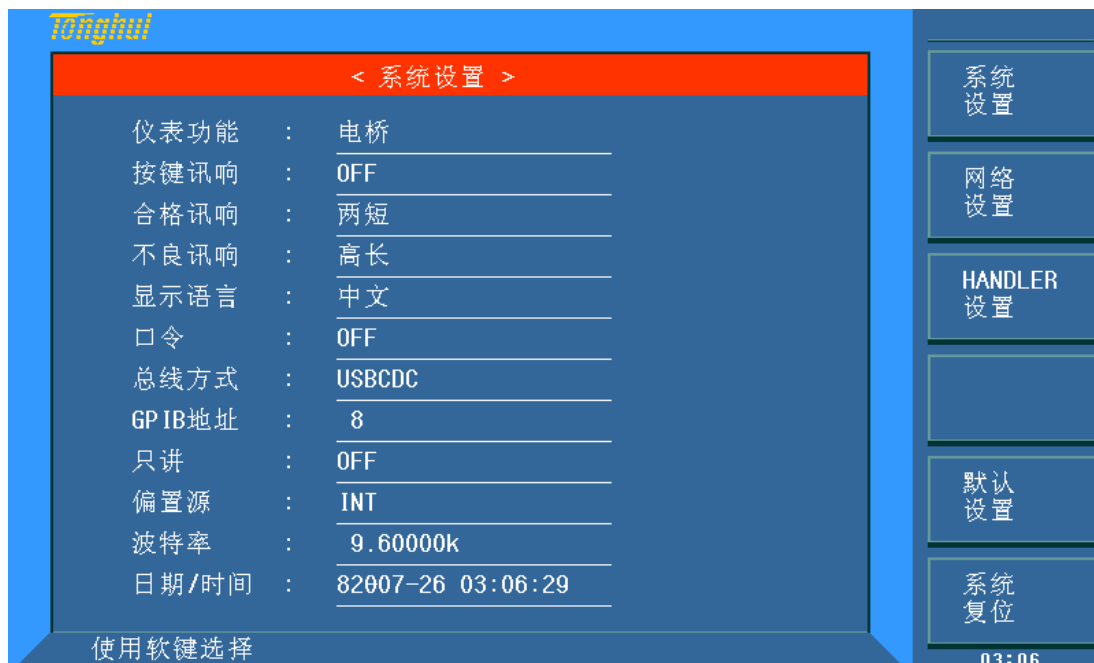 Tonghui
< 系统设置 >
仪表功能 : 电桥
按键讯响 : OFF
合格讯响 : 两短
不良讯响 : 高长
显示语言 : 中文
口令 : OFF
总线方式 : USBCDC
GPIB地址 : 8
只讲 : OFF
偏置源 : INT
波特率 : 9.60000k
日期/时间 : 82007-26 03:06:29
使用软键选择
系统
设置
网络
设置
HANDLER
设置
默认
设置
系统
复位
03:06